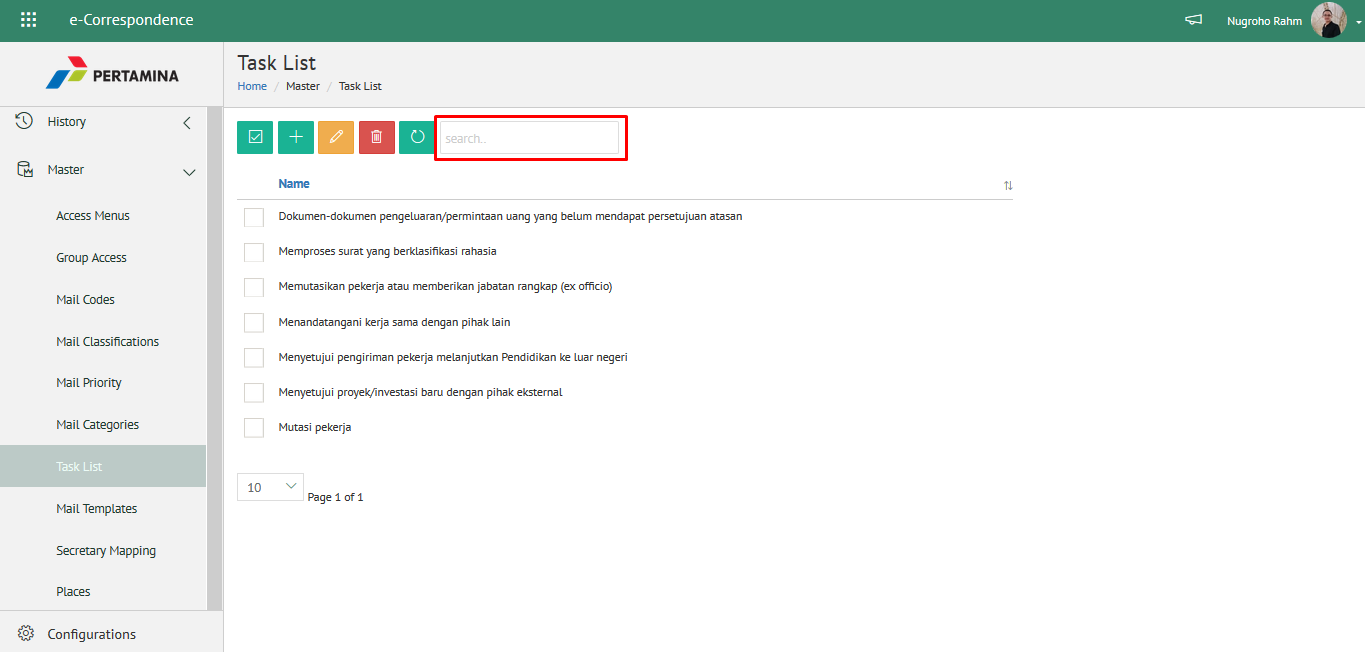 e-Correspondence
Nugroho Rahm
PERTAMINA
Task List
Home / Master / Task List
History
Master
Access Menus
Group Access
Mail Codes
Mail Classifications
Mail Priority
Mail Categories
Task List
Mail Templates
Secretary Mapping
Places
Configurations
search..
Name
Dokumen-dokumen pengeluaran/permintaan uang yang belum mendapat persetujuan atasan
Memproses surat yang berklasifikasi rahasia
Memutasikan pekerja atau memberikan jabatan rangkap (ex officio)
Menandatangani kerja sama dengan pihak lain
Menyetujui pengiriman pekerja melanjutkan Pendidikan ke luar negeri
Menyetujui proyek/investasi baru dengan pihak eksternal
Mutasi pekerja
10
Page 1 of 1